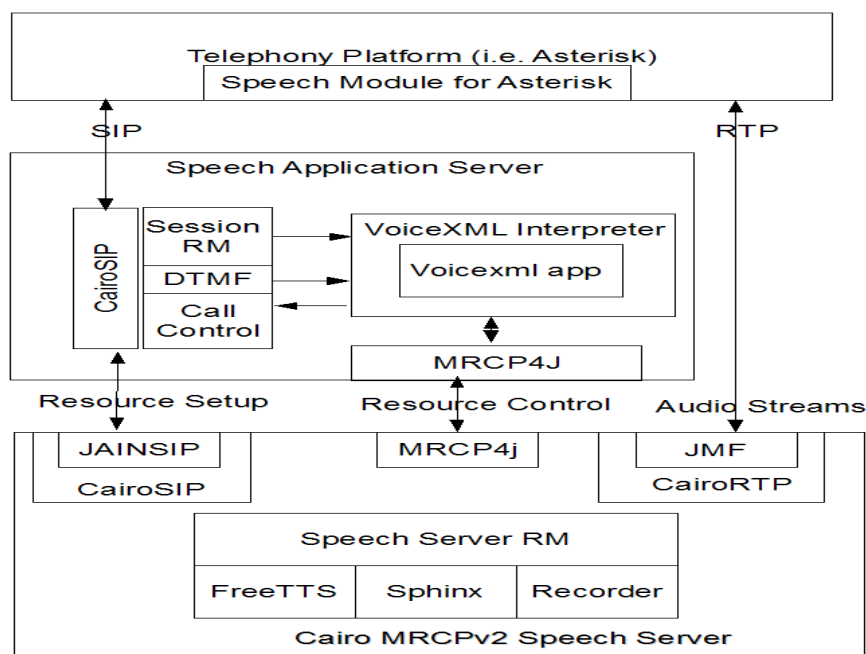 Telephony Platform (i.e. Asterisk)
Speech Module for Asterisk
SIP
RTP
Speech Application Server
CairoSIP
Session
RM
DTMF
Call
Control
VoiceXML Interpreter
Voicexml app
MRCP4J
Resource Setup
Resource Control
Audio Streams
JAINSIP
CairoSIP
MRCP4j
JMF
CairoRTP
Speech Server RM
FreeTTS
Sphinx
Recorder
Cairo MRCPv2 Speech Server